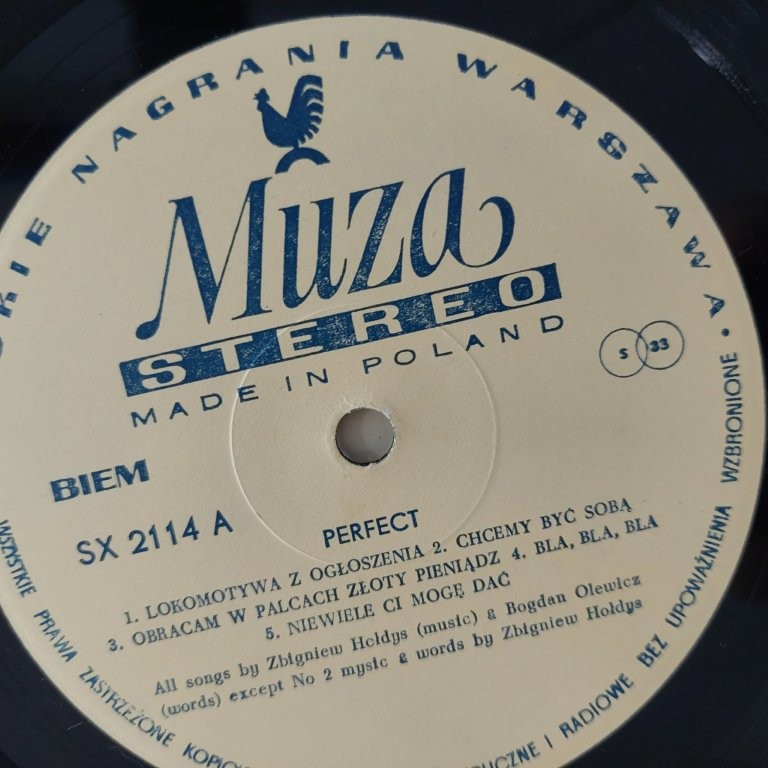 NAGRANIA WARSZAWA •
Muza
STEREO
MADE IN POLAND
S 33
BIEM
SX 2114 A
PERFECT
1. LOKOMOTYWA Z OGŁOSZENIA 2. CHCEMY BYĆ SOBĄ
3. OBRACAM W PALCACH ZŁOTY PIENIĄDZ 4. BLA, BLA, BLA
5. NIEWIELE CI MOGĘ DAĆ
All songs by Zbigniew Hołdys (music) & Bogdan Olewicz
(words) except No 2 mysic & words by Zbigniew Hołdys
WSZYSTKIE PRAWA ZASTRZEŻONE
I RADIOWE BEZ UPOWAŻNIENIA WZBRONIONE